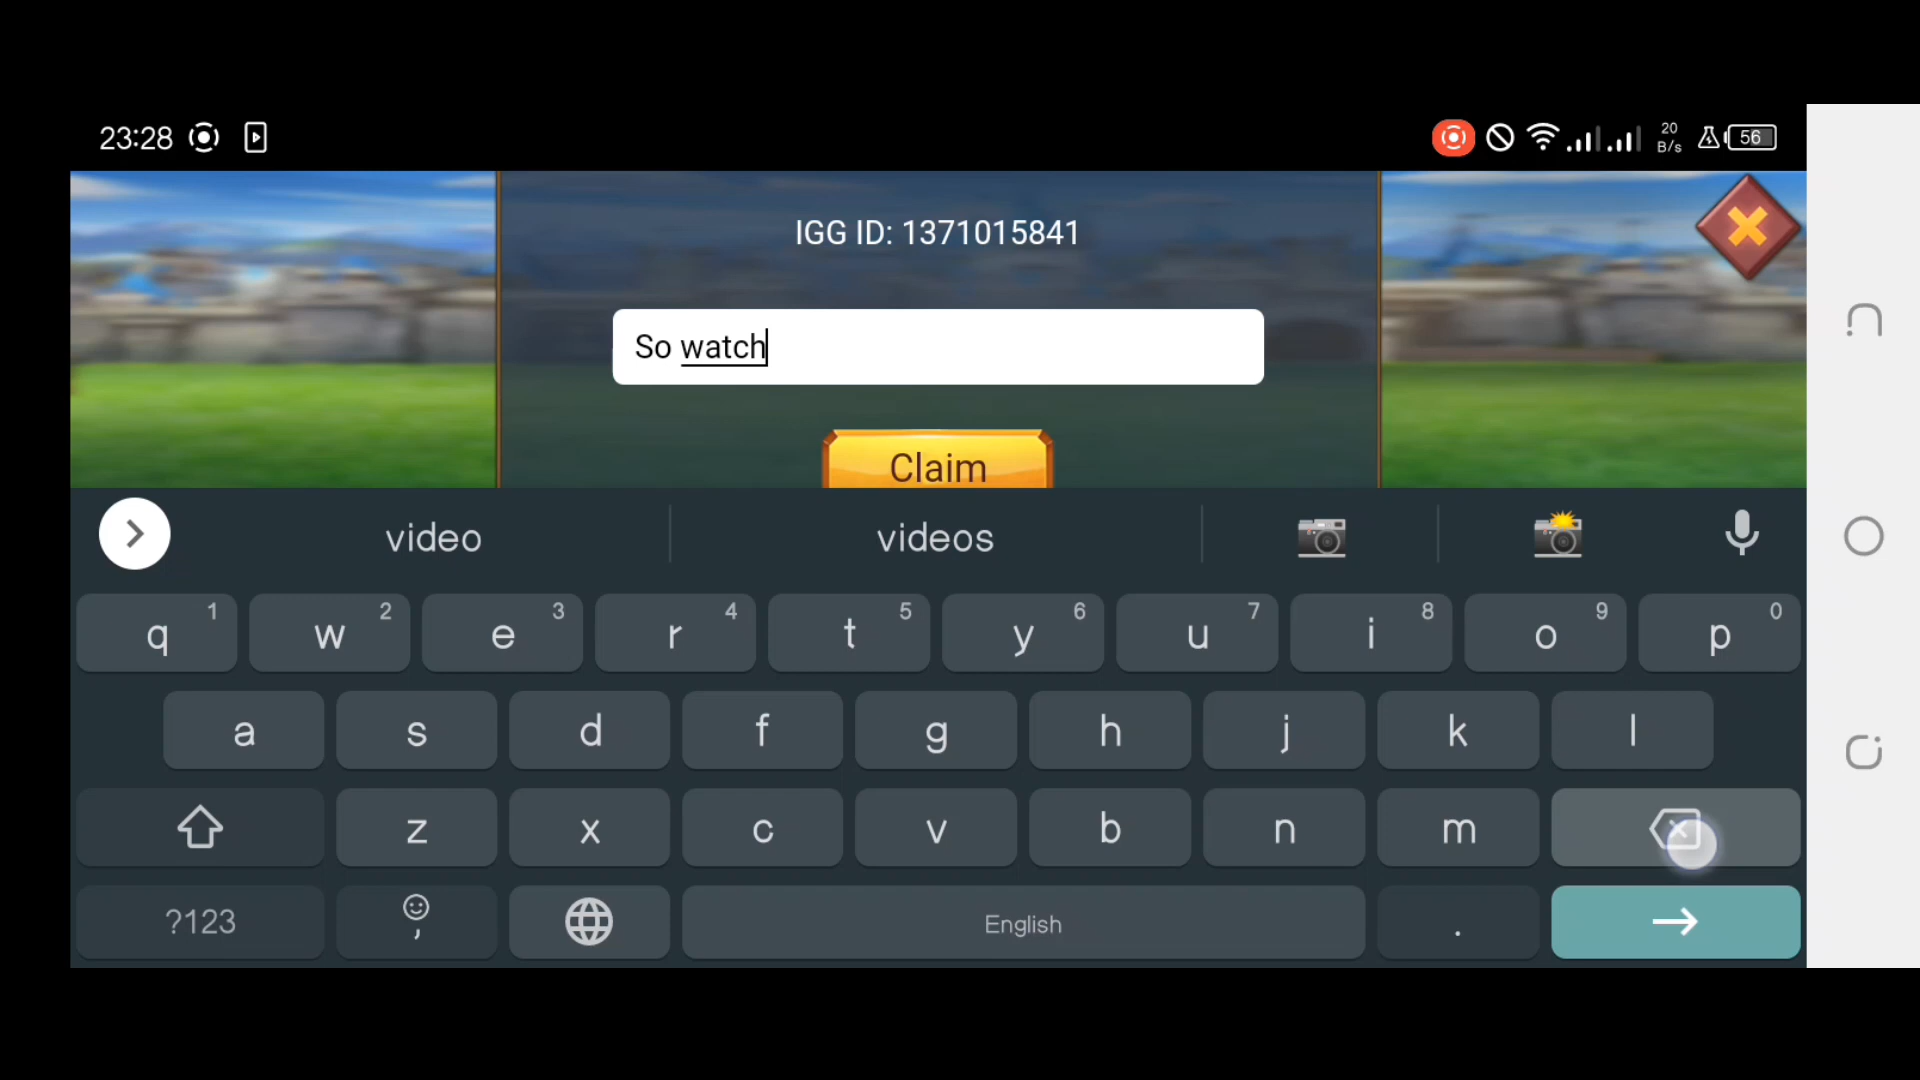 23:28
20
B/s
56
IGG ID: 1371015841
So watch
Claim
video videos
q 1 w 2 e 3 r 4 t 5 y 6 u 7 i 8 o 9 p 0
a s d f g h j k l
z x c v b n m
?123 , English .